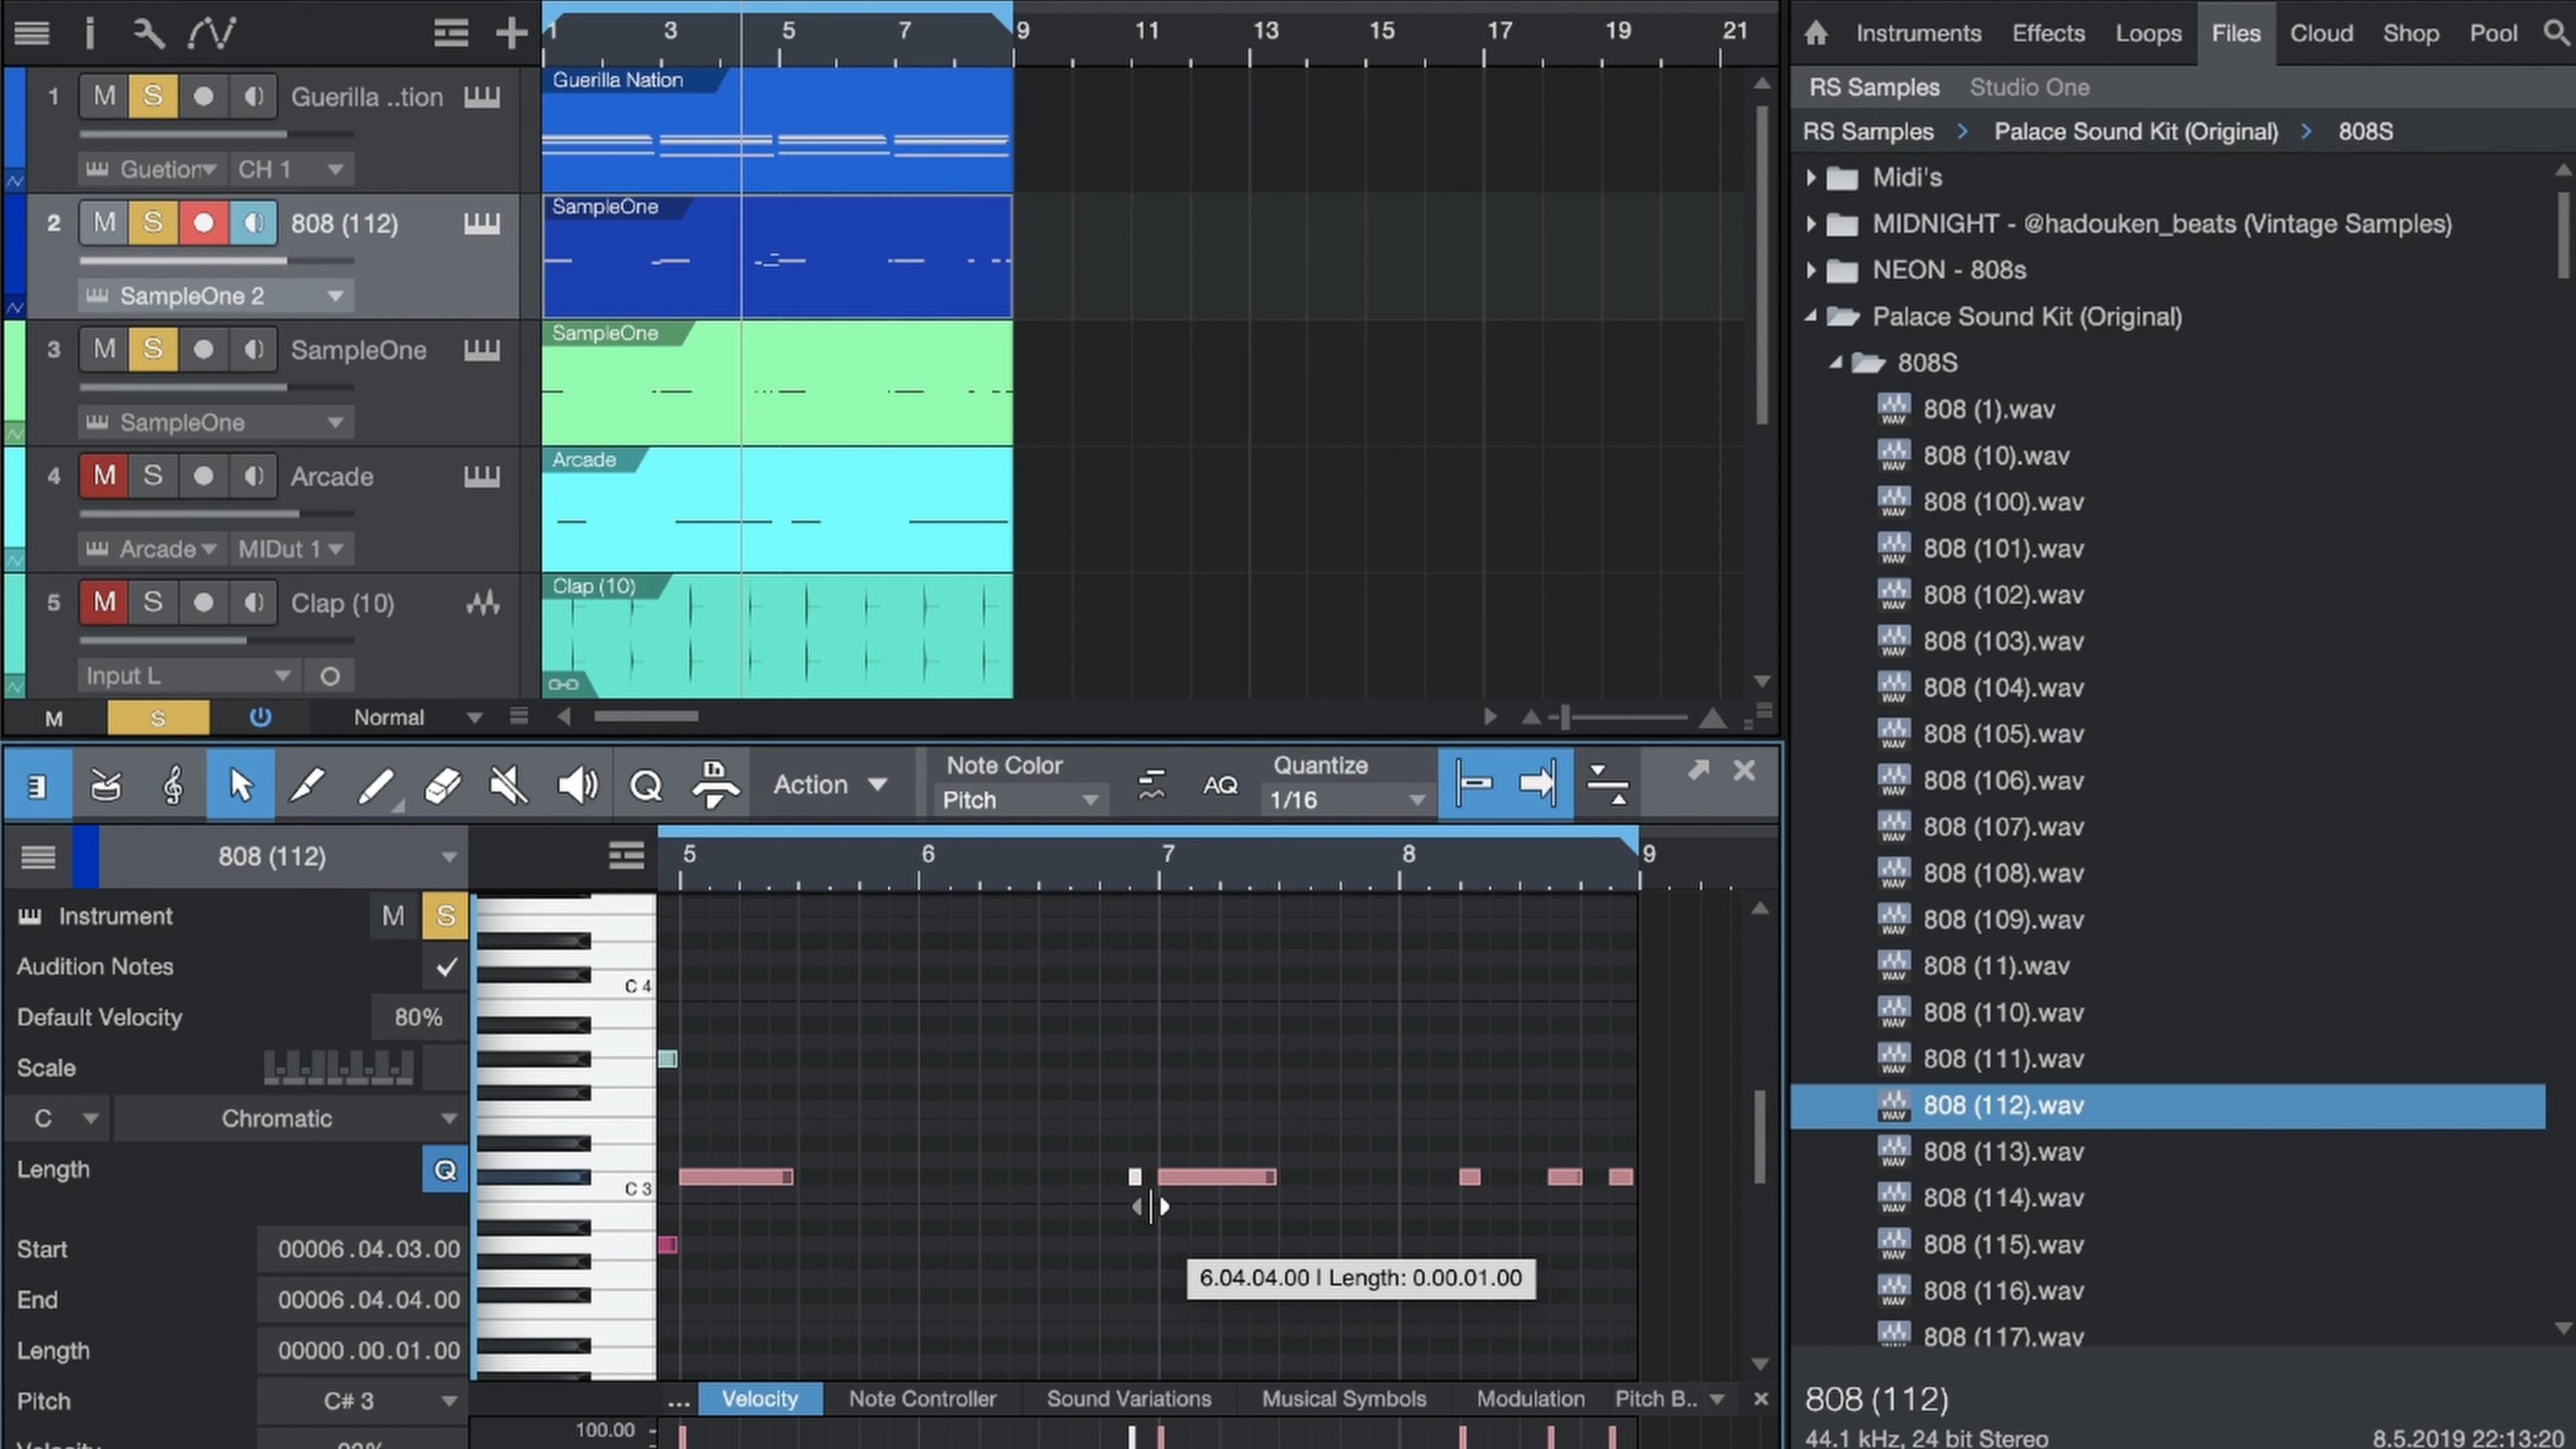 1 3 5 7 9 11 13 15 17 19 21
Instruments Effects Loops Files Cloud Shop Pool
RS Samples Studio One
RS Samples > Palace Sound Kit (Original) > 808S
1 M S Guerilla ..tion
Guetion CH 1
Guerilla Nation
2 M S 808 (112)
SampleOne 2
SampleOne
3 M S SampleOne
SampleOne
SampleOne
4 M S Arcade
Arcade MIDut 1
Arcade
5 M S Clap (10)
Input L
Clap (10)
M S Normal
Midi's
MIDNIGHT - @hadouken_beats (Vintage Samples)
NEON - 808s
Palace Sound Kit (Original)
808S
808 (1).wav
808 (10).wav
808 (100).wav
808 (101).wav
808 (102).wav
808 (103).wav
808 (104).wav
808 (105).wav
808 (106).wav
808 (107).wav
808 (108).wav
808 (109).wav
808 (11).wav
808 (110).wav
808 (111).wav
808 (112).wav
808 (113).wav
808 (114).wav
808 (115).wav
808 (116).wav
808 (117).wav
808 (112)
44.1 kHz, 24 bit Stereo 8.5.2019 22:13:20
Q Action Note Color AQ Quantize
Pitch 1/16
808 (112) 5 6 7 8 9
Instrument M S
Audition Notes
Default Velocity 80%
Scale
C Chromatic
Length Q
Start 00006.04.03.00
End 00006.04.04.00
Length 00000.00.01.00
Pitch C# 3
C 4
C 3
6.04.04.00 | Length: 0.00.01.00
... Velocity Note Controller Sound Variations Musical Symbols Modulation Pitch B..
100.00